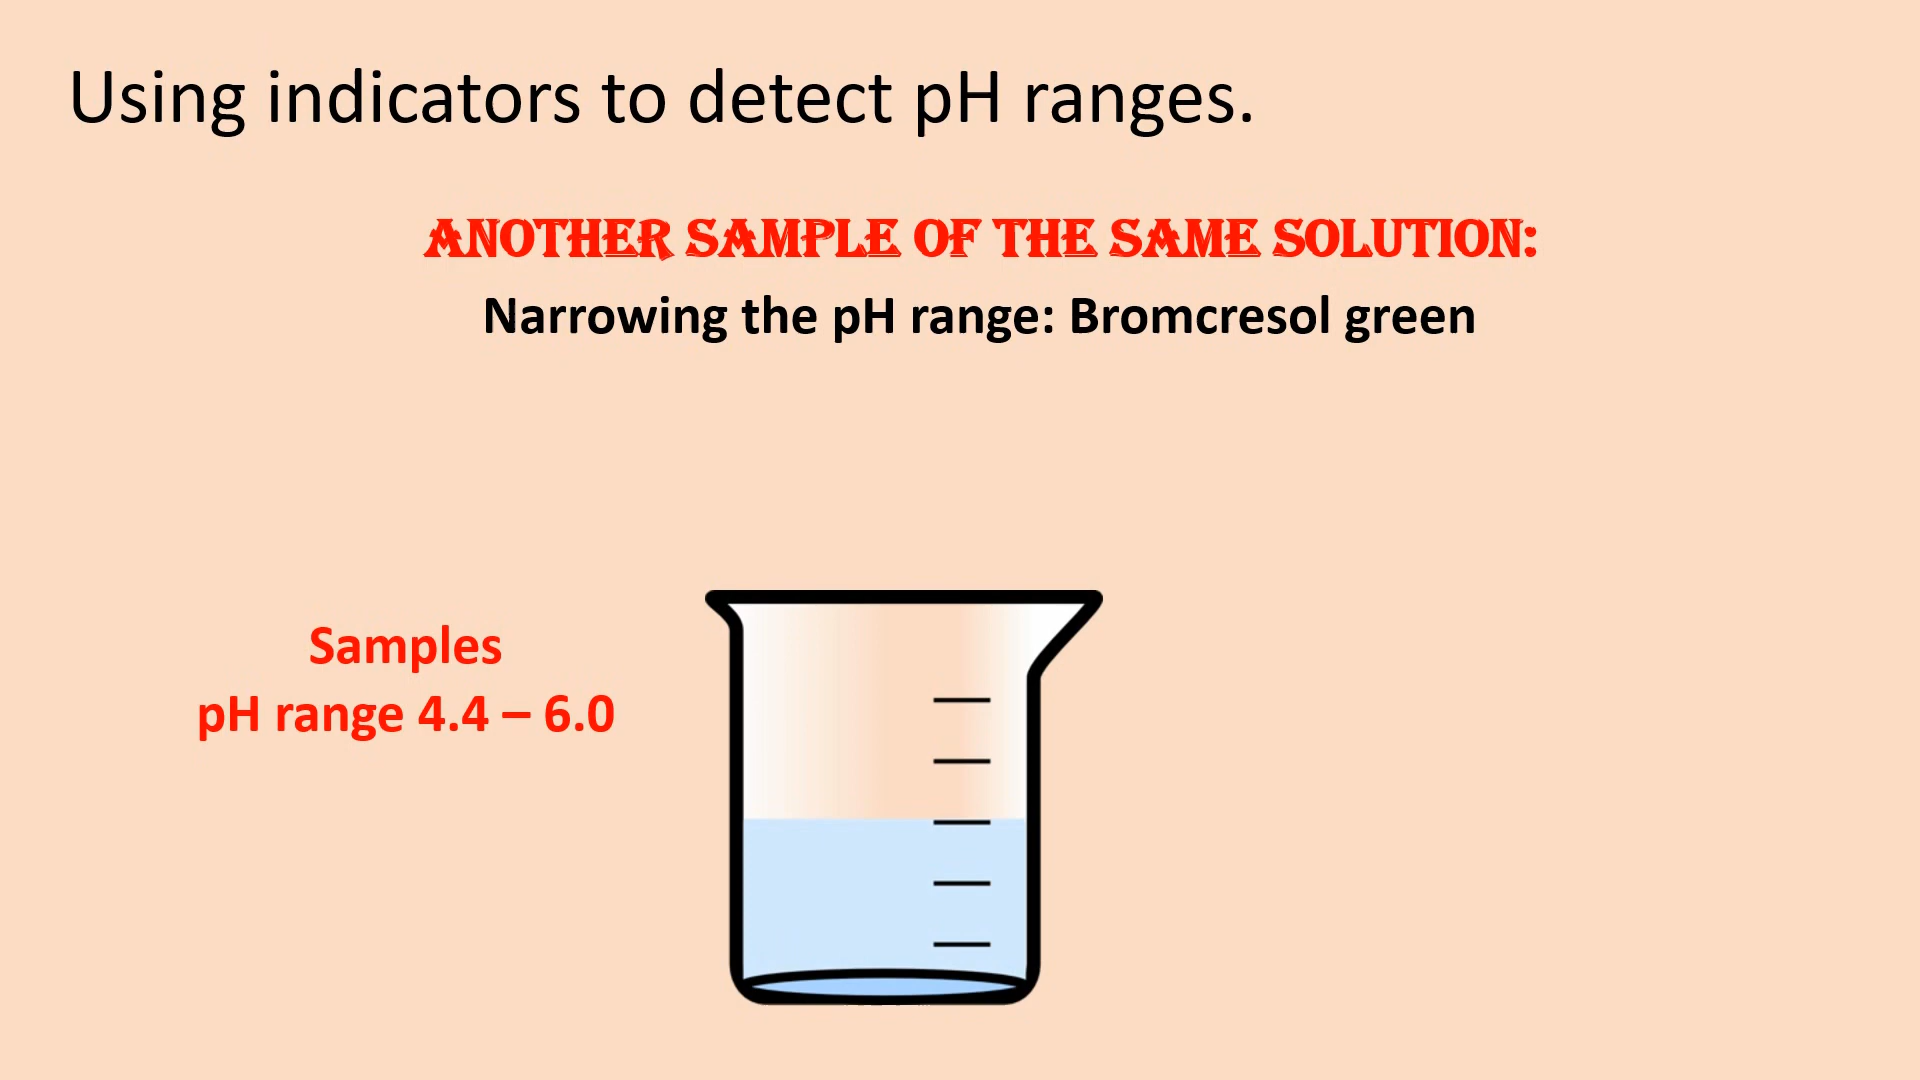 Using indicators to detect pH ranges.
ANOTHER SAMPLE OF THE SAME SOLUTION:
Narrowing the pH range: Bromcresol green
Samples
pH range 4.4 – 6.0